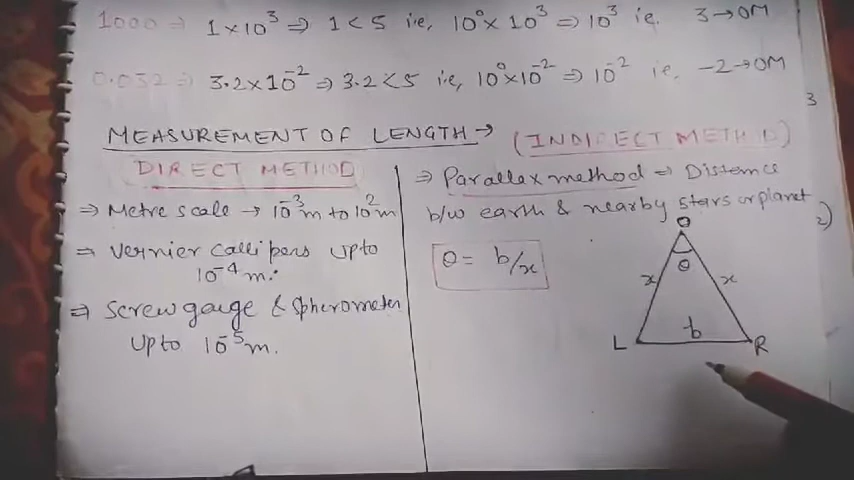 1000 ⇒ 1×10³ ⇒ 1<5 ie, 10⁰×10³ ⇒ 10³ ie. 3→OM
0.032 ⇒ 3.2×10⁻² ⇒ 3.2<5 ie, 10⁰×10⁻² ⇒ 10⁻² ie, -2→OM
3
MEASUREMENT OF LENGTH→ (INDIRECT METHOD)
DIRECT METHOD
⇒ Metre scale → 10⁻³m to 10²m
⇒ Vernier Callipers upto
10⁻⁴m.
⇒ Screw gauge & Spherometer
Upto 10⁻⁵m.
⇒ Parallex method ⇒ Distance
b/w earth & nearby stars or planet
2)
θ = b/x
O
θ
x x
b
L R